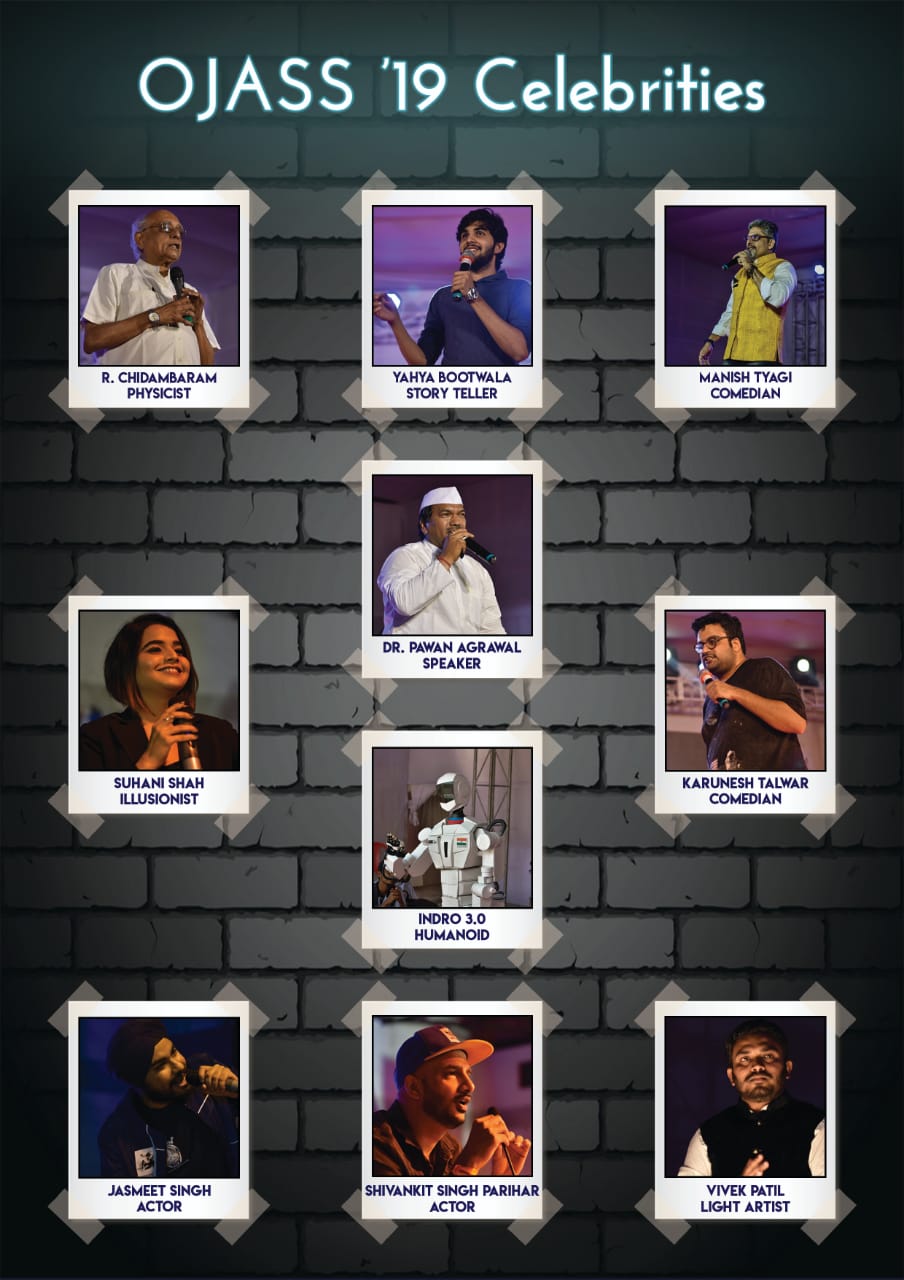 OJASS '19 Celebrities
R. CHIDAMBARAM
PHYSICIST
YAHYA BOOTWALA
STORY TELLER
MANISH TYAGI
COMEDIAN
DR. PAWAN AGRAWAL
SPEAKER
SUHANI SHAH
ILLUSIONIST
KARUNESH TALWAR
COMEDIAN
INDRO 3.0
HUMANOID
JASMEET SINGH
ACTOR
SHIVANKIT SINGH PARIHAR
ACTOR
VIVEK PATIL
LIGHT ARTIST